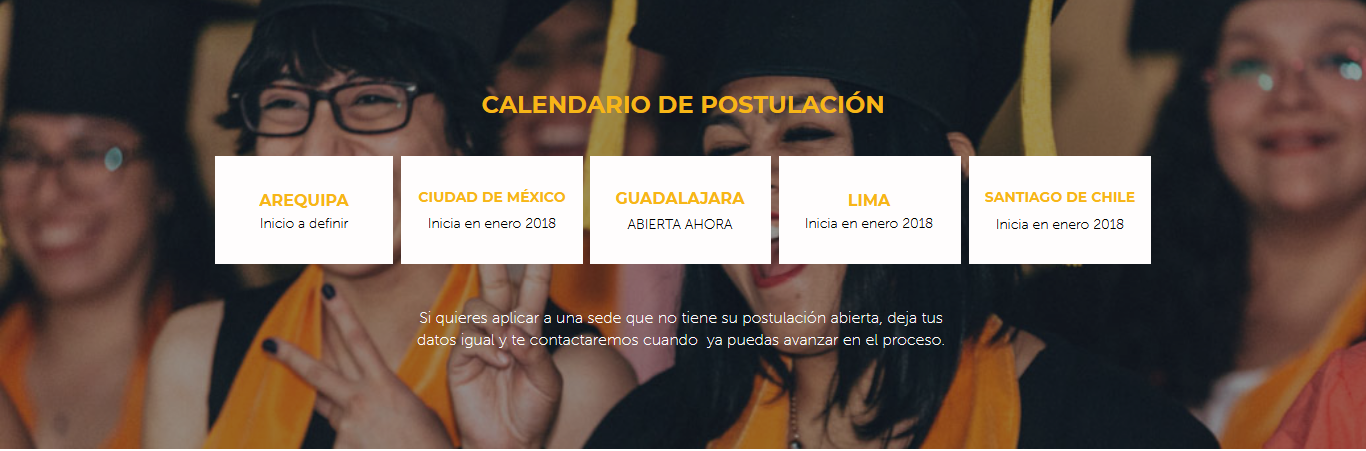 CALENDARIO DE POSTULACIÓN
AREQUIPA
Inicio a definir
CIUDAD DE MÉXICO
Inicia en enero 2018
GUADALAJARA
ABIERTA AHORA
LIMA
Inicia en enero 2018
SANTIAGO DE CHILE
Inicia en enero 2018
Si quieres aplicar a una sede que no tiene su postulación abierta, deja tus
datos igual y te contactaremos cuando  ya puedas avanzar en el proceso.